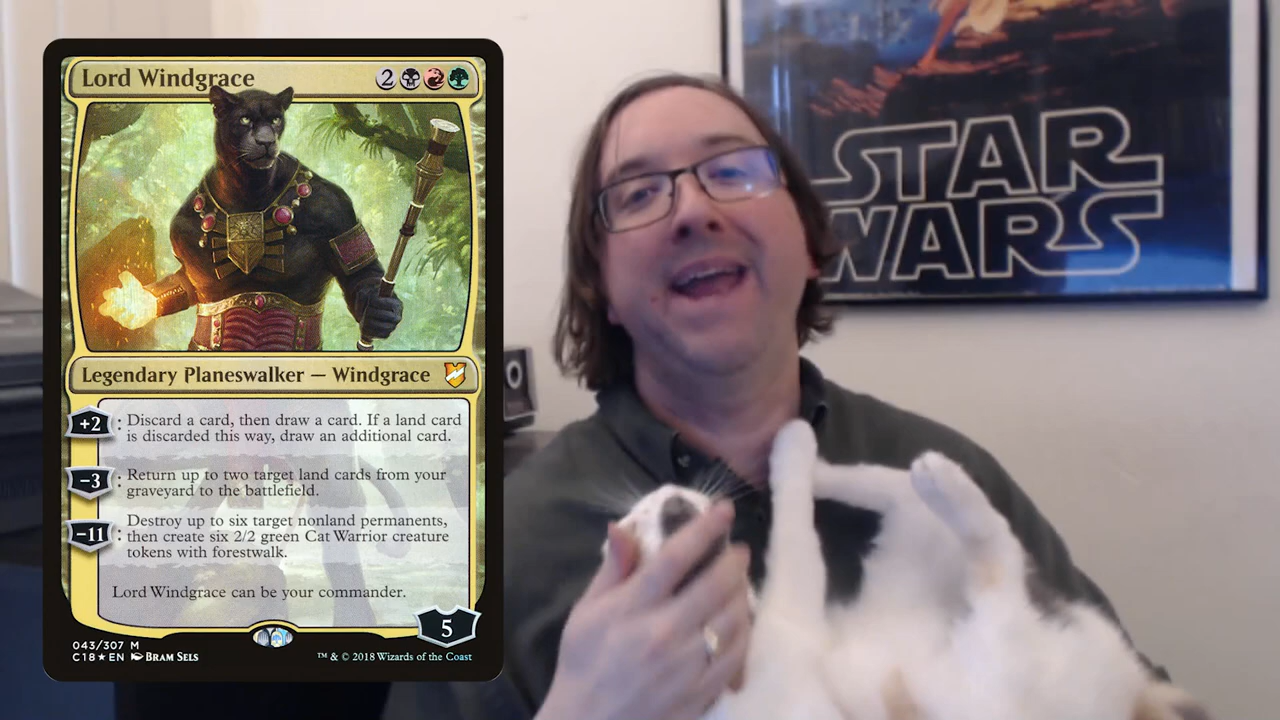 Lord Windgrace 2
Legendary Planeswalker — Windgrace
+2 : Discard a card, then draw a card. If a land card
is discarded this way, draw an additional card.
−3 : Return up to two target land cards from your
graveyard to the battlefield.
−11 : Destroy up to six target nonland permanents,
then create six 2/2 green Cat Warrior creature
tokens with forestwalk.
Lord Windgrace can be your commander.
5
043/307 M
C18★EN Bram Sels
™ & © 2018 Wizards of the Coast
STAR
WARS